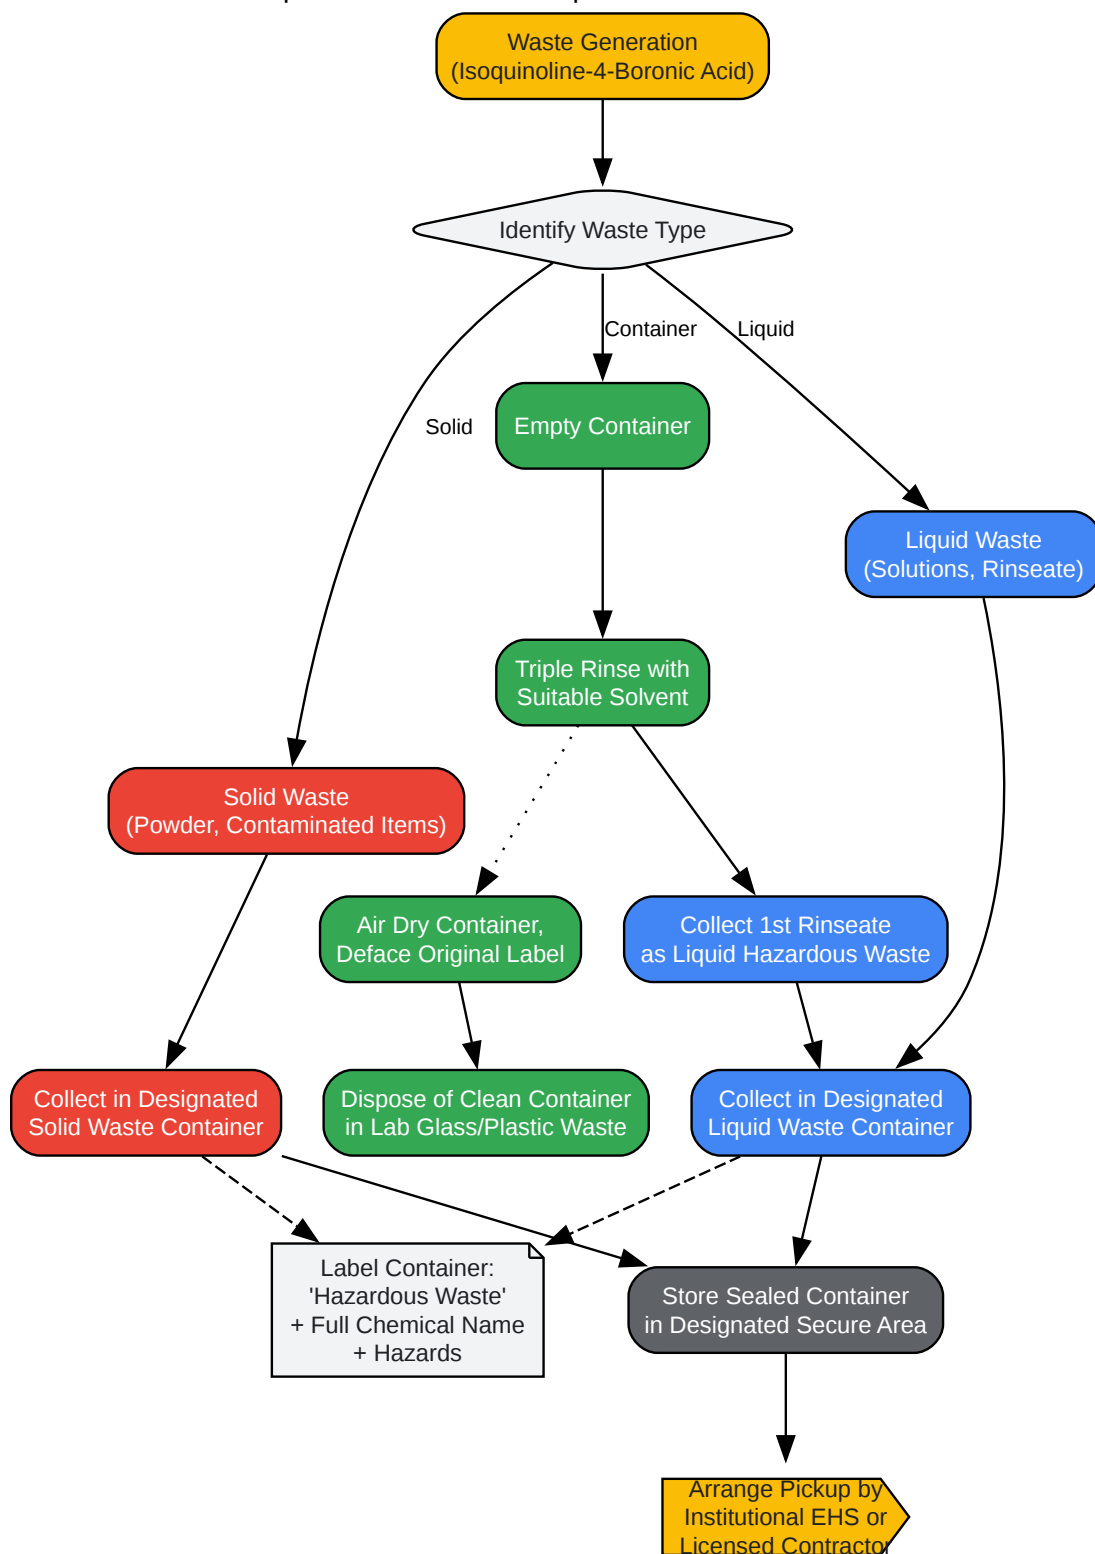 Waste Generation
(Isoquinoline-4-Boronic Acid)
Identify Waste Type
Container
Liquid
Solid
Empty Container
Liquid Waste
(Solutions, Rinseate)
Triple Rinse with
Suitable Solvent
Solid Waste
(Powder, Contaminated Items)
Air Dry Container,
Deface Original Label
Collect 1st Rinseate
as Liquid Hazardous Waste
Collect in Designated
Solid Waste Container
Dispose of Clean Container
in Lab Glass/Plastic Waste
Collect in Designated
Liquid Waste Container
Label Container:
'Hazardous Waste'
+ Full Chemical Name
+ Hazards
Store Sealed Container
in Designated Secure Area
Arrange Pickup by
Institutional EHS or
Licensed Contractor